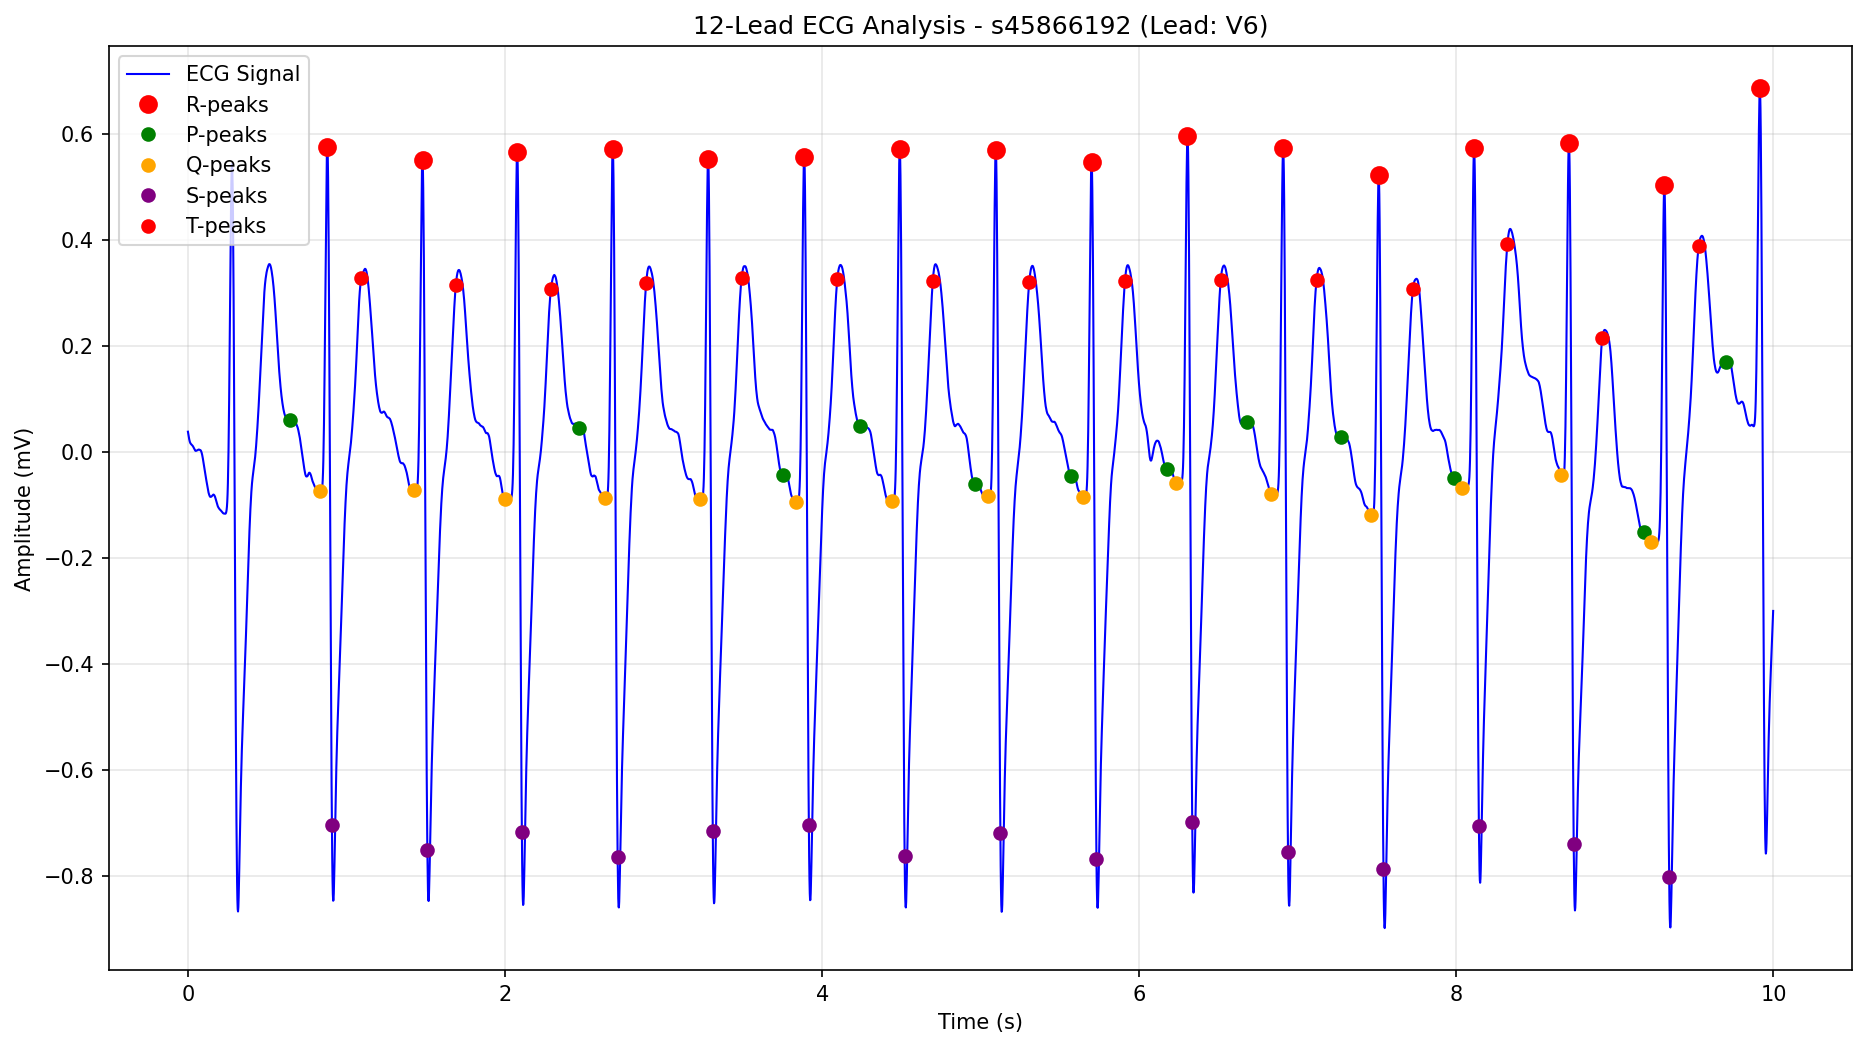 12-Lead ECG Analysis - s45866192 (Lead: V6)
ECG Signal
R-peaks
P-peaks
Q-peaks
S-peaks
T-peaks
Amplitude (mV)
0.6
0.4
0.2
0.0
−0.2
−0.4
−0.6
−0.8
0 2 4 6 8 10
Time (s)